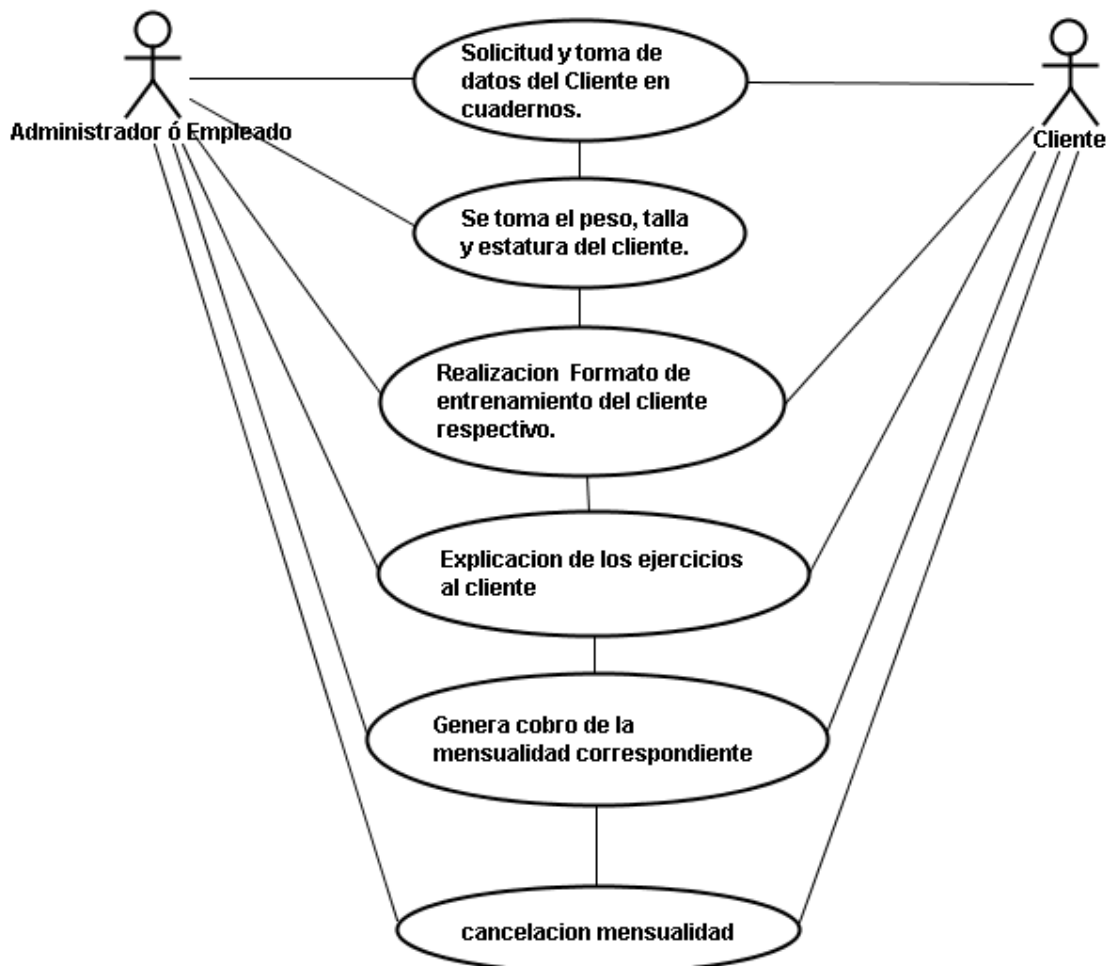 Solicitud y toma de
datos del Cliente en
cuadernos.
Administrador ó Empleado
Cliente
Se toma el peso, talla
y estatura del cliente.
Realizacion Formato de
entrenamiento del cliente
respectivo.
Explicacion de los ejercicios
al cliente
Genera cobro de la
mensualidad correspondiente
cancelacion mensualidad